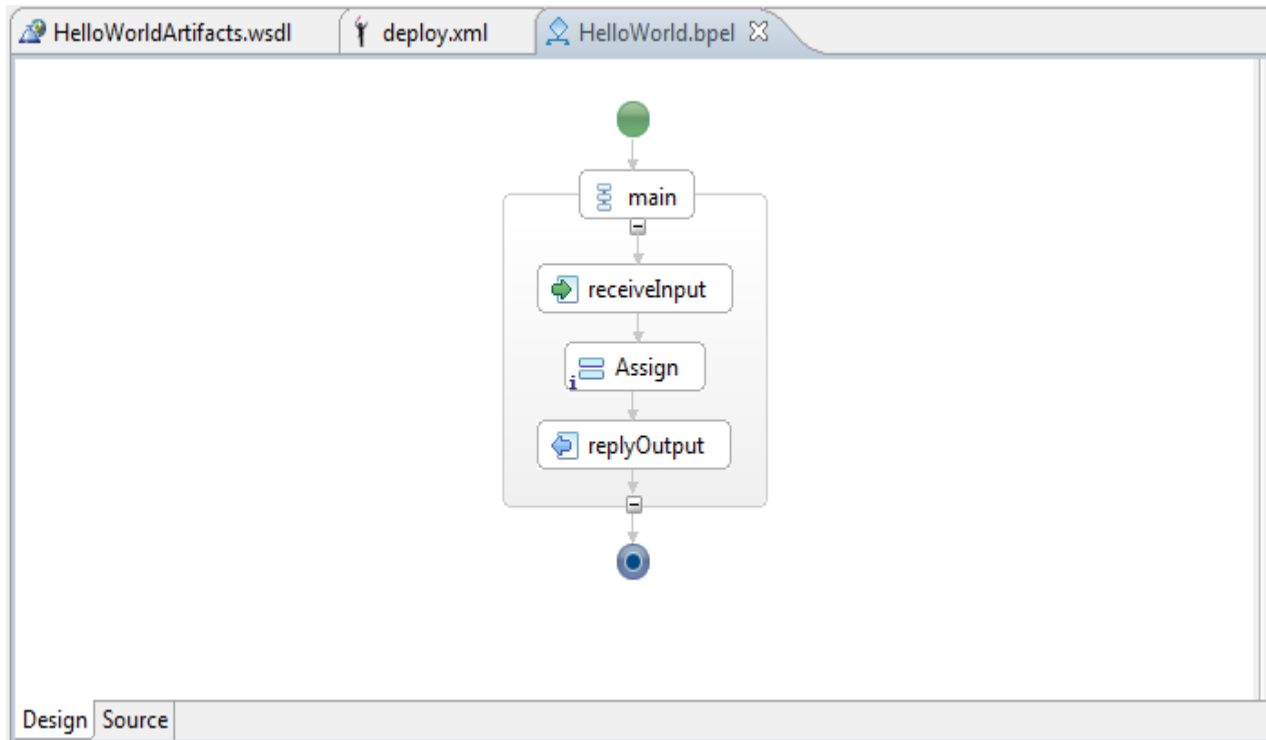 HelloWorldArtifacts.wsdl deploy.xml HelloWorld.bpel
main
receiveInput
i Assign
replyOutput
Design Source